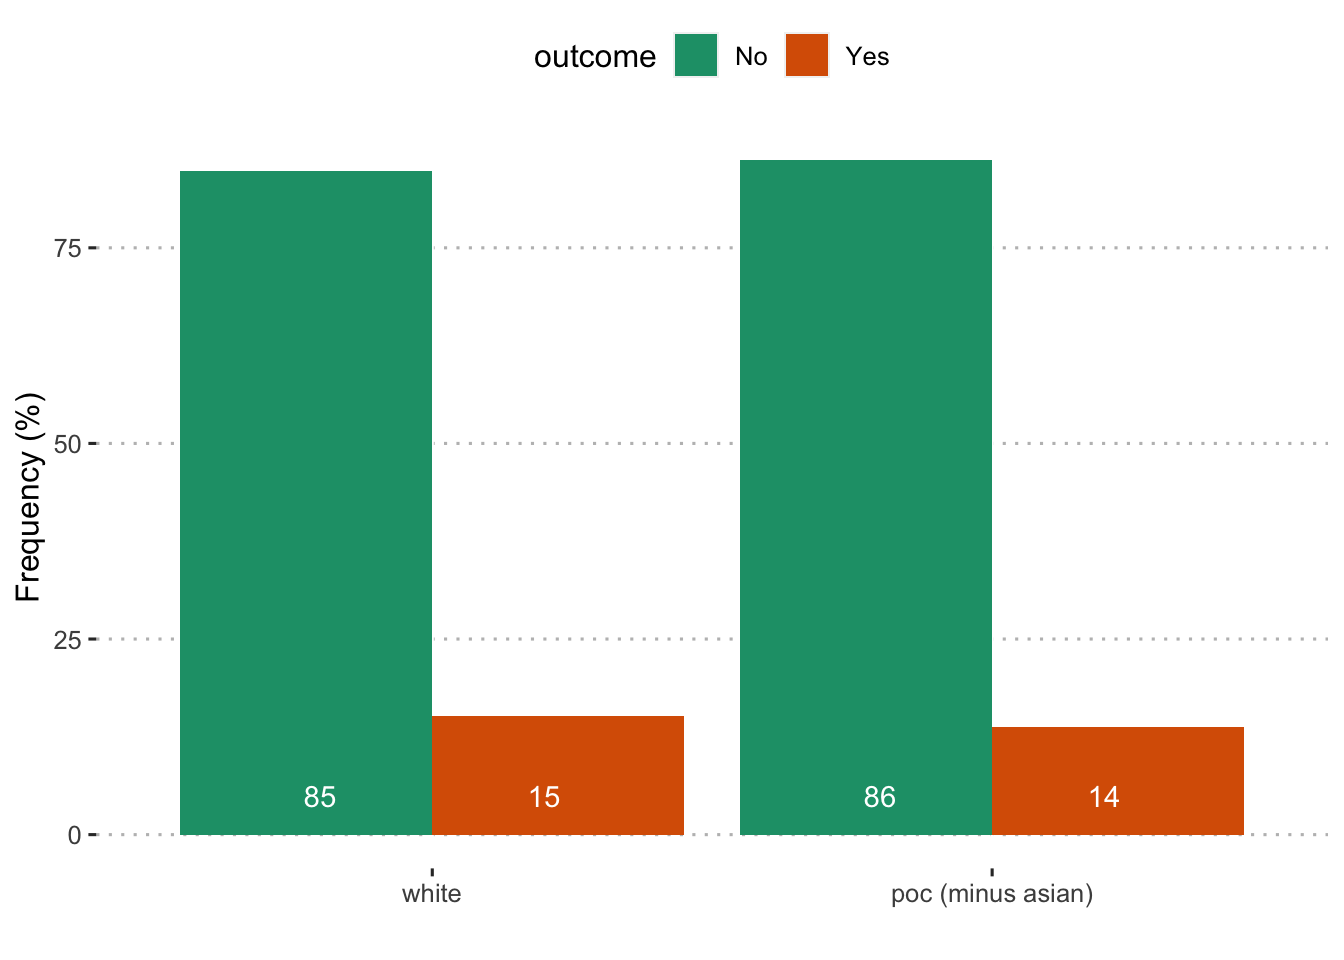 outcome No Yes
Frequency (%)
75
50
25
0
85 15 86 14
white poc (minus asian)